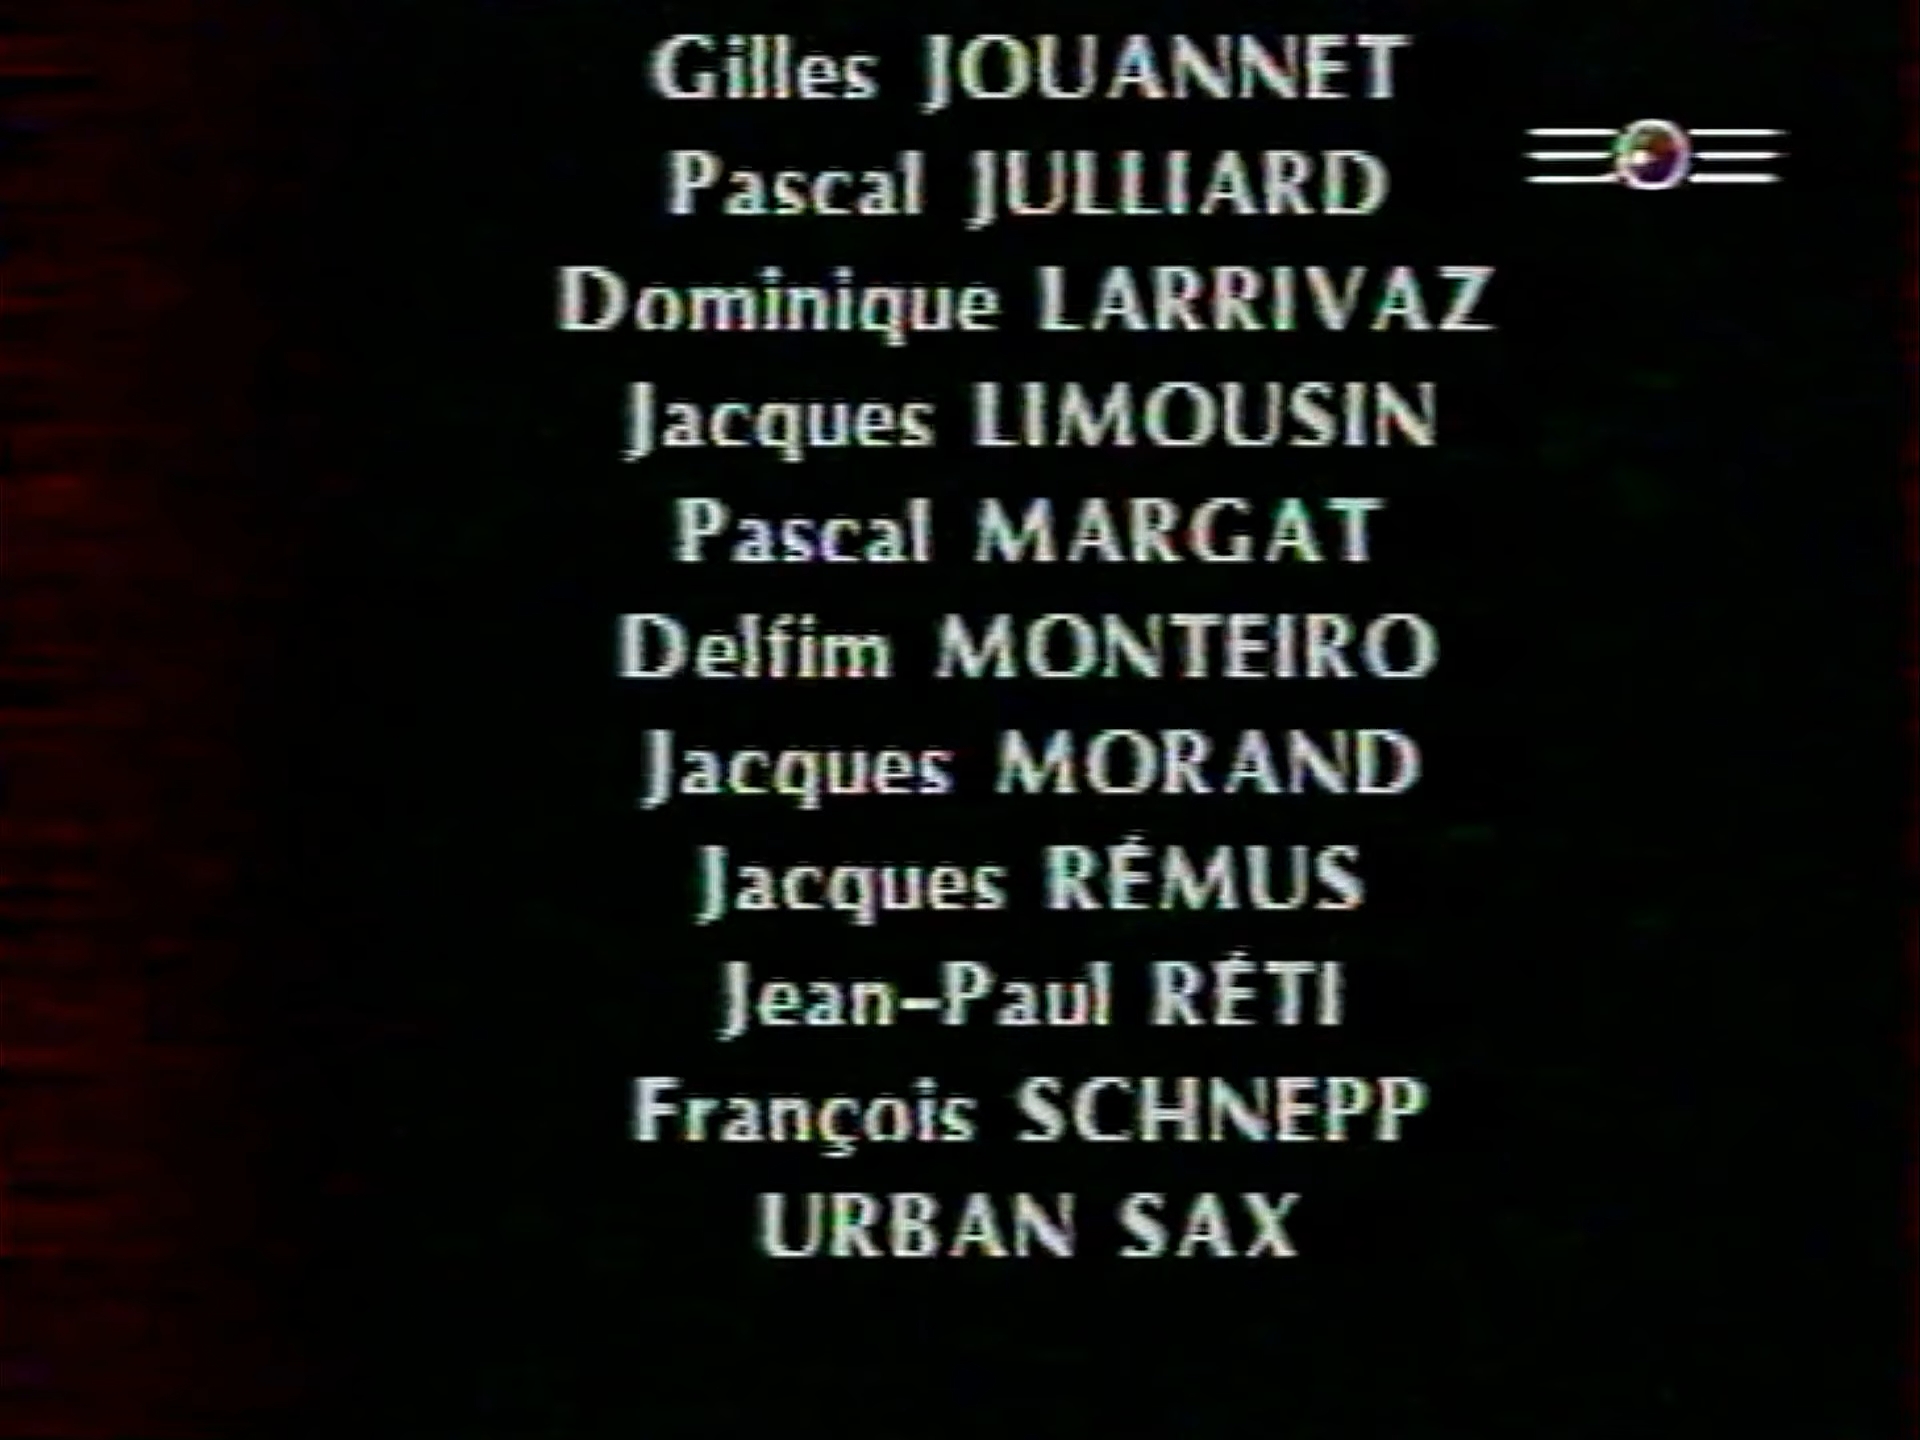 Gilles JOUANNET
Pascal JULLIARD
Dominique LARRIVAZ
Jacques LIMOUSIN
Pascal MARGAT
Delfim MONTEIRO
Jacques MORAND
Jacques RÉMUS
Jean-Paul RÉTI
François SCHNEPP
URBAN SAX